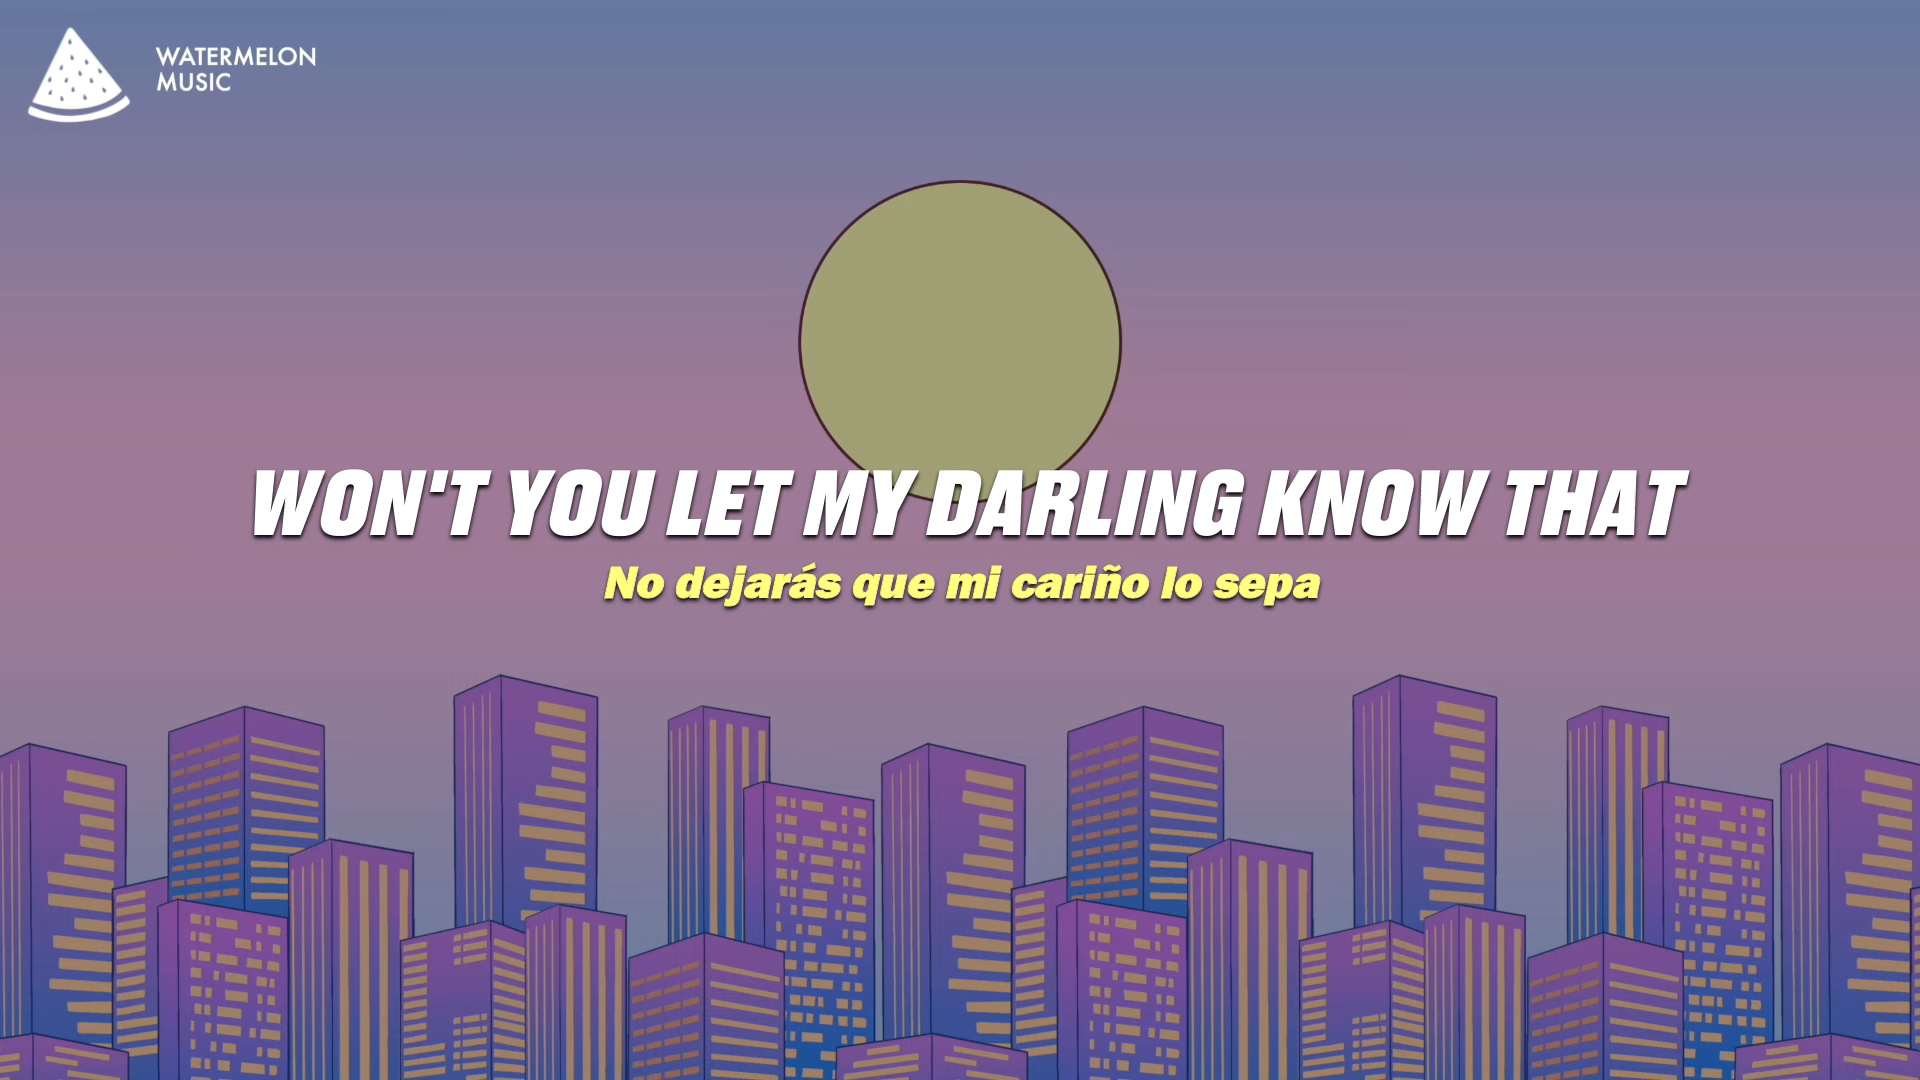 WATERMELON
MUSIC
WON'T YOU LET MY DARLING KNOW THAT
No dejarás que mi cariño lo sepa